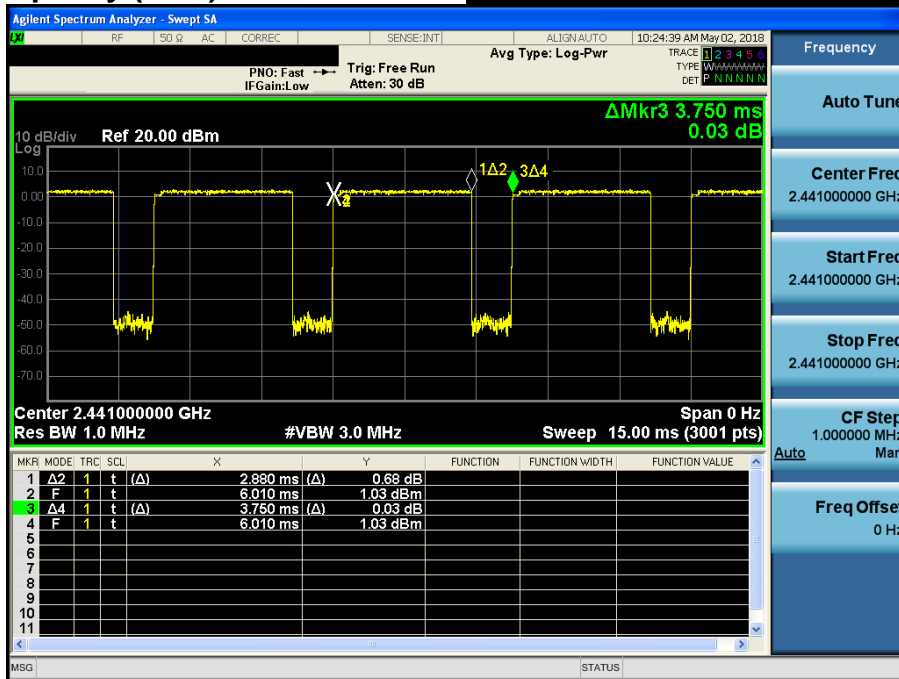 Agilent Spectrum Analyzer - Swept SA
LXI RF 50 Ω AC CORREC SENSE:INT ALIGN AUTO 10:24:39 AM May 02, 2018
Avg Type: Log-Pwr TRACE 1 2 3 4 5 6
PNO: Fast Trig: Free Run TYPE WWWWWW
IFGain:Low Atten: 30 dB DET P N N N N N
ΔMkr3 3.750 ms
0.03 dB
10 dB/div Ref 20.00 dBm
Log
10.0
0.00
-10.0
-20.0
-30.0
-40.0
-50.0
-60.0
-70.0
1Δ2 3Δ4
Center 2.441000000 GHz Span 0 Hz
Res BW 1.0 MHz #VBW 3.0 MHz Sweep 15.00 ms (3001 pts)
MKR MODE TRC SCL X Y FUNCTION FUNCTION WIDTH FUNCTION VALUE
1 Δ2 1 t (Δ) 2.880 ms (Δ) 0.68 dB
2 F 1 t 6.010 ms 1.03 dBm
3 Δ4 1 t (Δ) 3.750 ms (Δ) 0.03 dB
4 F 1 t 6.010 ms 1.03 dBm
5
6
7
8
9
10
11
MSG STATUS
Frequency
Auto Tune
Center Freq
2.441000000 GHz
Start Freq
2.441000000 GHz
Stop Freq
2.441000000 GHz
CF Step
1.000000 MHz
Auto Man
Freq Offset
0 Hz